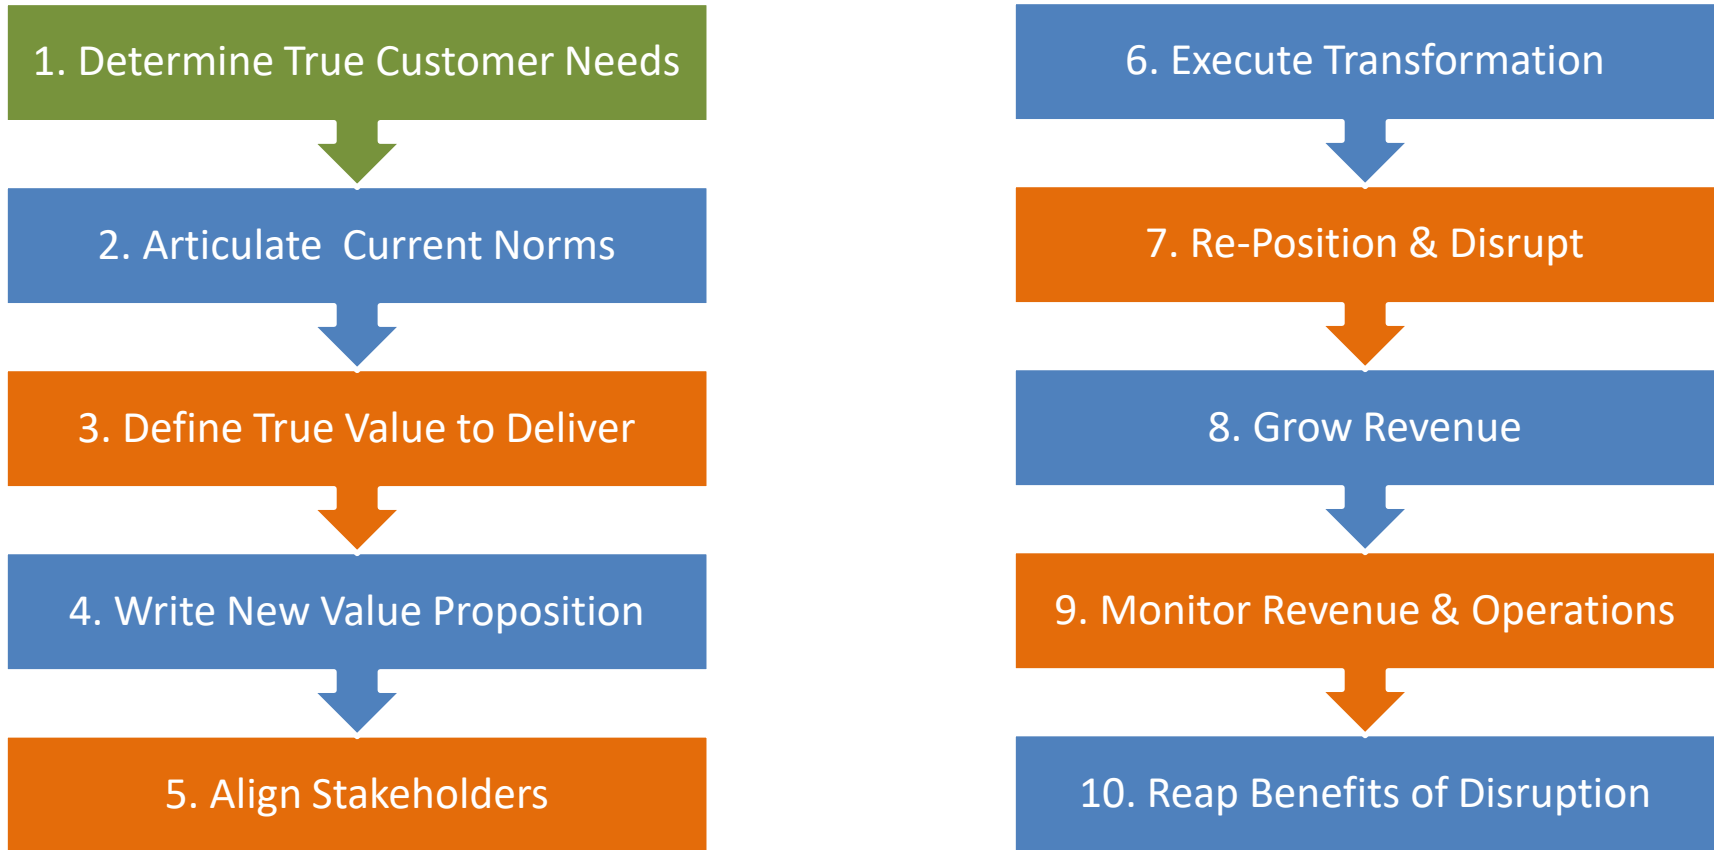 1. Determine True Customer Needs
2. Articulate  Current Norms
3. Define True Value to Deliver
4. Write New Value Proposition
5. Align Stakeholders
6. Execute Transformation
7. Re-Position & Disrupt
8. Grow Revenue
9. Monitor Revenue & Operations
10. Reap Benefits of Disruption